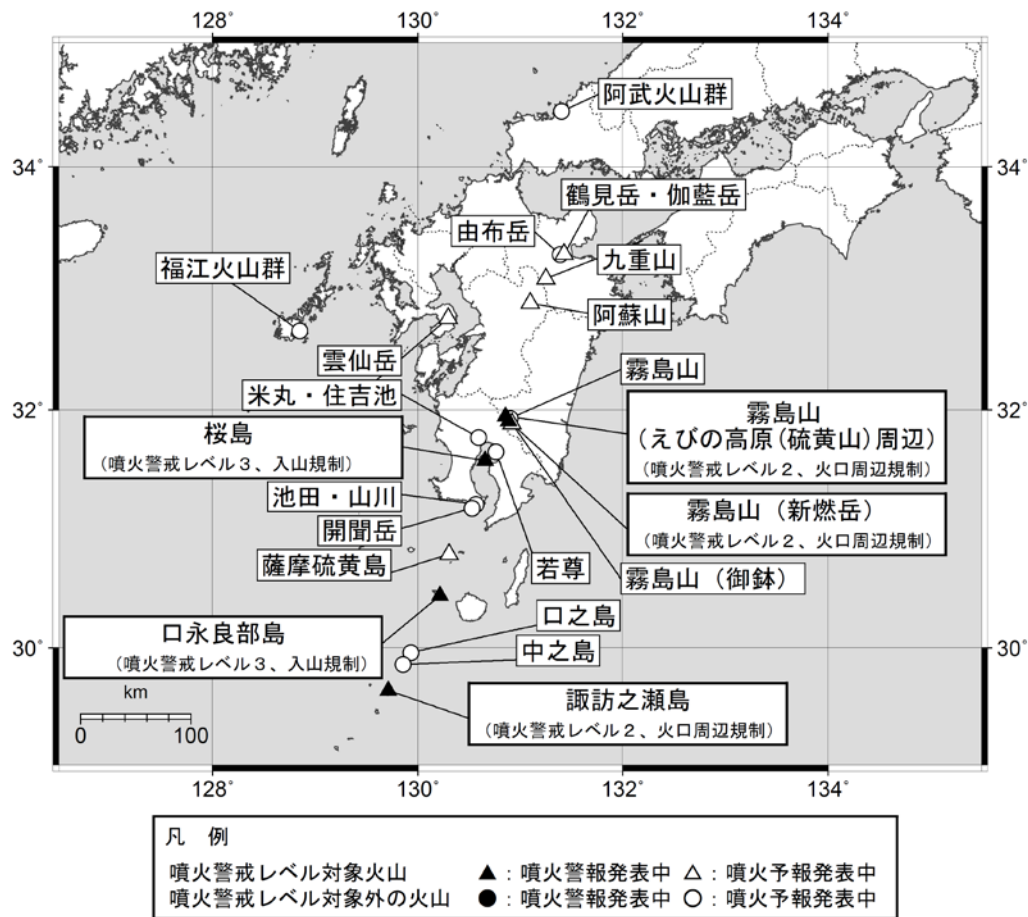 128° 130° 132° 134°
34° 34°
阿武火山群
鶴見岳・伽藍岳
由布岳
九重山
福江火山群
阿蘇山
雲仙岳
霧島山
米丸・住吉池
32° 32°
霧島山
(えびの高原(硫黄山)周辺)
(噴火警戒レベル2、火口周辺規制)
桜島
(噴火警戒レベル3、入山規制)
池田・山川
霧島山(新燃岳)
(噴火警戒レベル2、火口周辺規制)
開聞岳
薩摩硫黄島
若尊
霧島山(御鉢)
口之島
口永良部島
(噴火警戒レベル3、入山規制)
中之島
30° 30°
諏訪之瀬島
(噴火警戒レベル2、火口周辺規制)
km
0 100
128° 130° 132° 134°
凡 例
噴火警戒レベル対象火山 ▲:噴火警報発表中 △:噴火予報発表中
噴火警戒レベル対象外の火山 ●:噴火警報発表中 ○:噴火予報発表中